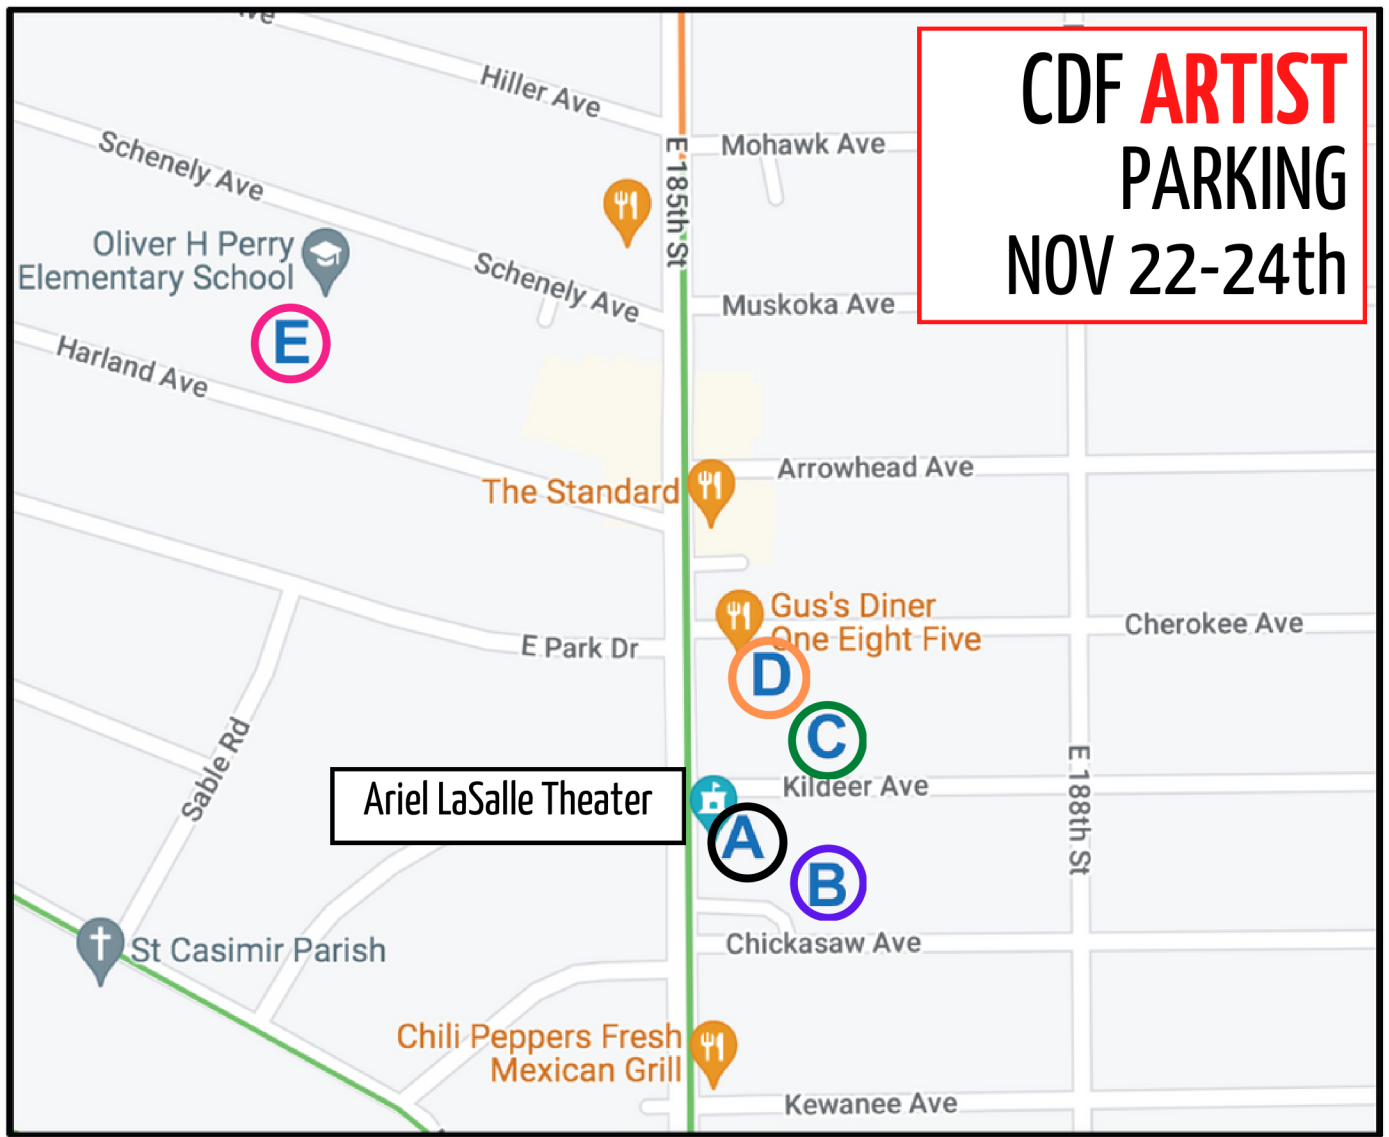 CDF ARTIST
PARKING
NOV 22-24th
Hiller Ave
Mohawk Ave
Schenely Ave
E 185th St
Oliver H Perry
Elementary School
Schenely Ave
Muskoka Ave
E
Harland Ave
Arrowhead Ave
The Standard
Gus's Diner
One Eight Five
Cherokee Ave
E Park Dr
D
C
Sable Rd
E 188th St
Kildeer Ave
Ariel LaSalle Theater
A
B
Chickasaw Ave
St Casimir Parish
Chili Peppers Fresh
Mexican Grill
Kewanee Ave